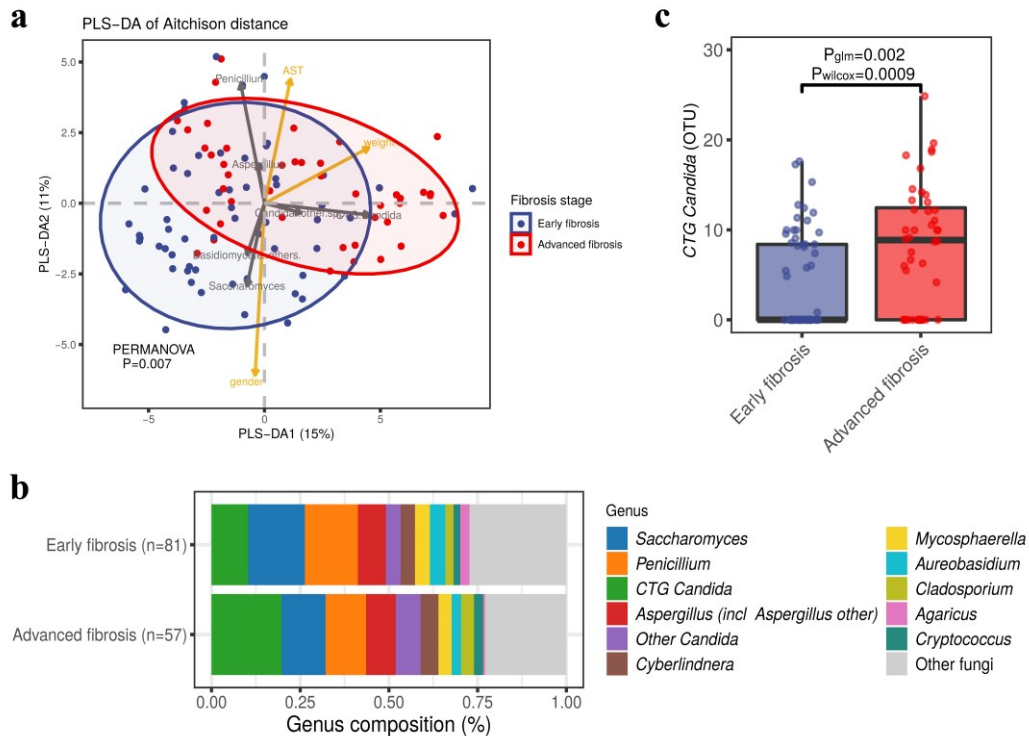 a
PLS-DA of Aitchison distance
5.0
2.5
0.0
-2.5
-5.0
PLS-DA2 (11%)
Penicillium
AST
weight
Aspergillus
Basidiomycota
Saccharomyces
gender
PERMANOVA
P=0.007
-5
0
5
PLS-DA1 (15%)
Fibrosis stage
Early fibrosis
Advanced fibrosis
c
30
20
10
0
CTG Candida (OTU)
Pglm=0.002
Pwilcox=0.0009
Early fibrosis
Advanced fibrosis
b
Early fibrosis (n=81)
Advanced fibrosis (n=57)
0.00
0.25
0.50
0.75
1.00
Genus composition (%)
Genus
Saccharomyces
Penicillium
CTG Candida
Aspergillus (incl Aspergillus other)
Other Candida
Cyberlindnera
Mycosphaerella
Aureobasidium
Cladosporium
Agaricus
Cryptococcus
Other fungi